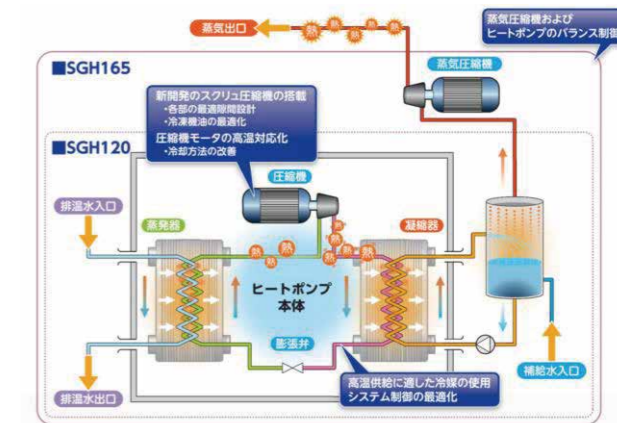 蒸気出口
熱
熱
熱
熱
熱
蒸気圧縮機および
ヒートポンプのバランス制御
■SGH165
蒸気圧縮機
新開発のスクリュ圧縮機の搭載
・各部の最適隙間設計
・冷凍機油の最適化
圧縮機モータの高温対応化
・冷却方法の改善
■SGH120
圧縮機
排温水入口
蒸発器
凝縮器
熱
熱
熱
熱
熱
熱
熱
熱
ヒートポンプ
本体
膨張弁
高温供給に適した冷媒の使用
システム制御の最適化
補給水入口
排温水出口